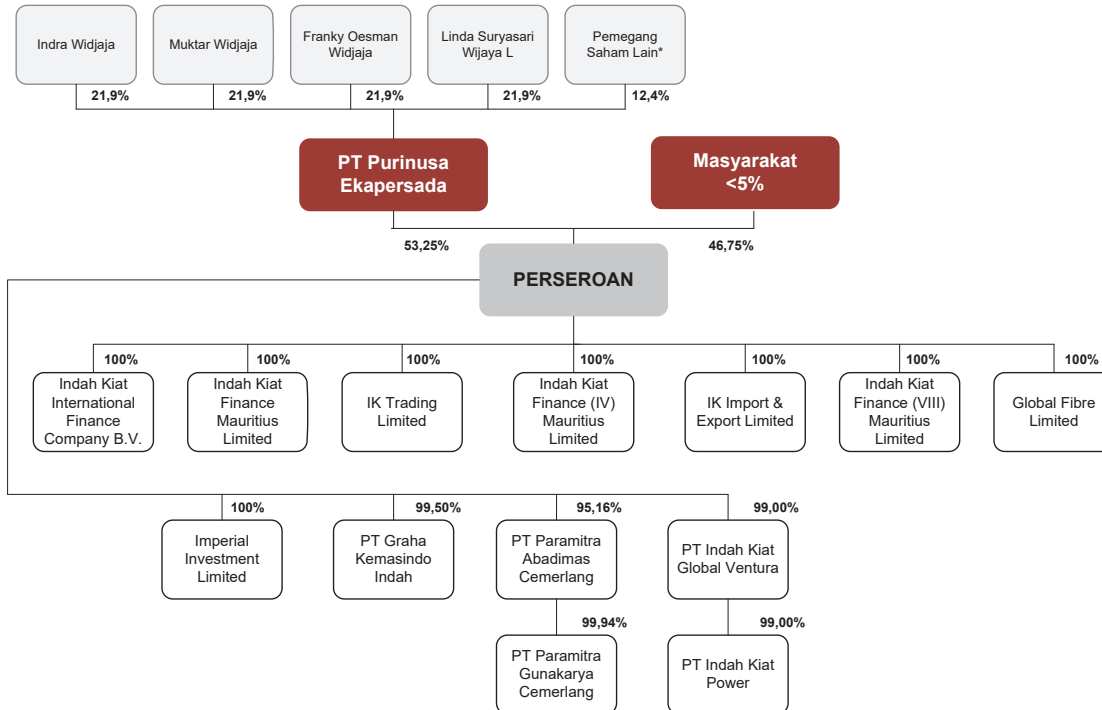 Indra Widjaja
Muktar Widjaja
Franky Oesman
Widjaja
Linda Suryasari
Wijaya L
Pemegang
Saham Lain*
21,9%
21,9%
21,9%
21,9%
12,4%
PT Purinusa
Ekapersada
Masyarakat
<5%
53,25%
46,75%
PERSEROAN
100%
100%
100%
100%
100%
100%
100%
Indah Kiat
International
Finance
Company B.V.
Indah Kiat
Finance
Mauritius
Limited
IK Trading
Limited
Indah Kiat
Finance (IV)
Mauritius
Limited
IK Import &
Export Limited
Indah Kiat
Finance (VIII)
Mauritius
Limited
Global Fibre
Limited
100%
99,50%
95,16%
99,00%
Imperial
Investment
Limited
PT Graha
Kemasindo
Indah
PT Paramitra
Abadimas
Cemerlang
PT Indah Kiat
Global Ventura
99,94%
99,00%
PT Paramitra
Gunakarya
Cemerlang
PT Indah Kiat
Power